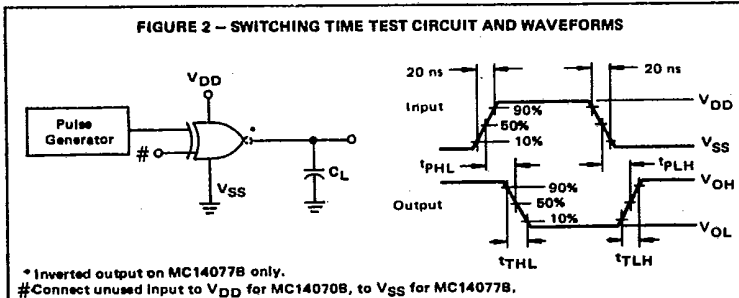 FIGURE 2 – SWITCHING TIME TEST CIRCUIT AND WAVEFORMS
VDD
Pulse
Generator
#
*
VSS
CL
20 ns
20 ns
Input
90%
50%
10%
VDD
VSS
tPHL
tPLH
Output
90%
50%
10%
VOH
VOL
tTHL
tTLH
* Inverted output on MC14077B only.
#Connect unused input to VDD for MC14070B, to VSS for MC14077B.